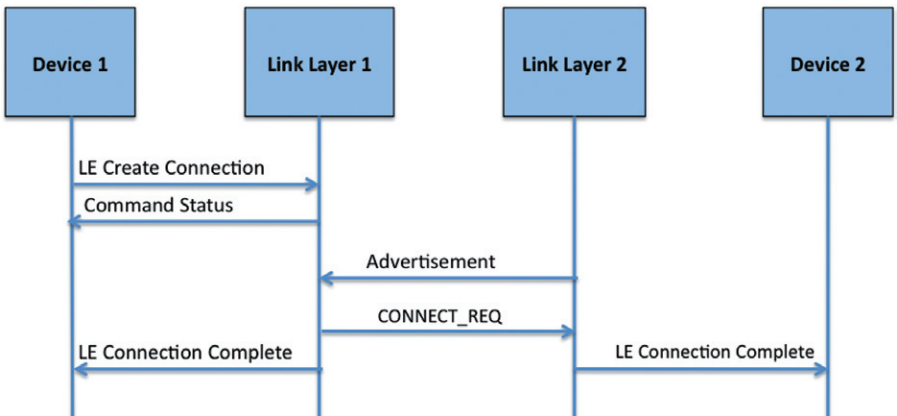 Device 1
Link Layer 1
Link Layer 2
Device 2
LE Create Connection
Command Status
Advertisement
CONNECT_REQ
LE Connection Complete
LE Connection Complete